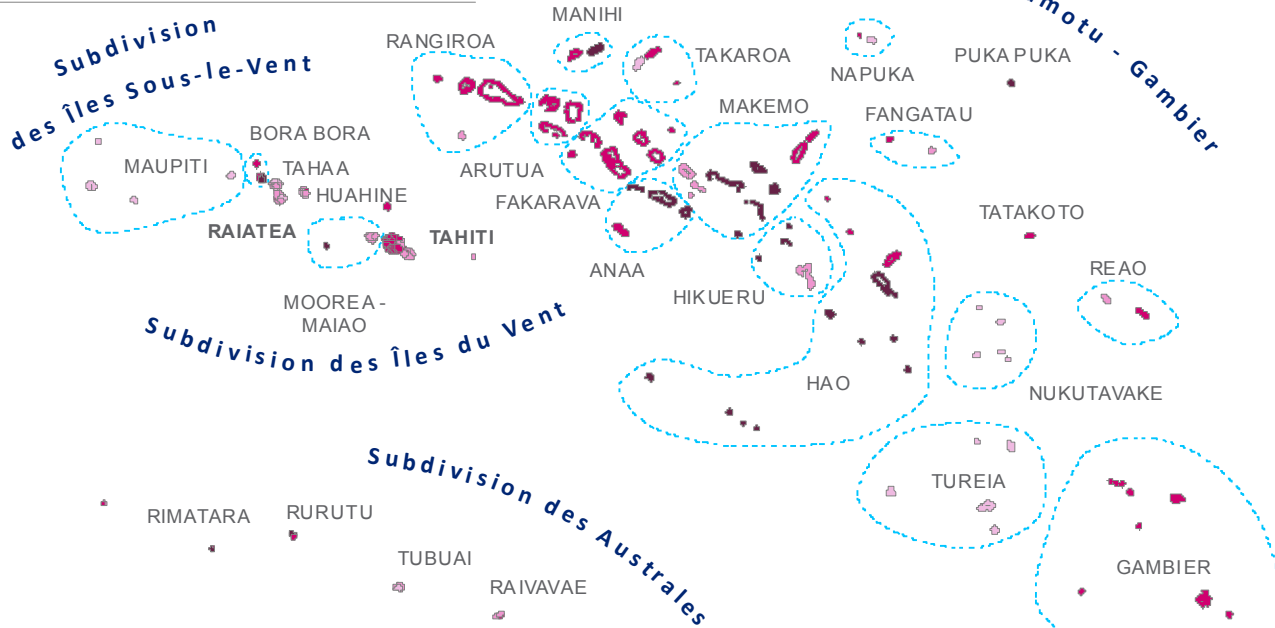 MANIHI
RANGIROA
TAKAROA
NAPUKA
PUKA PUKA
Subdivision
des Îles Sous-le-Vent
- Gambier
MAKEMO
FANGATAU
BORA BORA
MAUPITI
TAHAA
ARUTUA
HUAHINE
FAKARAVA
TATAKOTO
RAIATEA
TAHITI
ANAA
REAO
HIKUERU
MOOREA -
MAIAO
Subdivision des Îles du Vent
HAO
NUKUTAVAKE
Subdivision des Australes
TUREIA
RIMATARA
RURUTU
TUBUAI
GAMBIER
RAIVAVAE